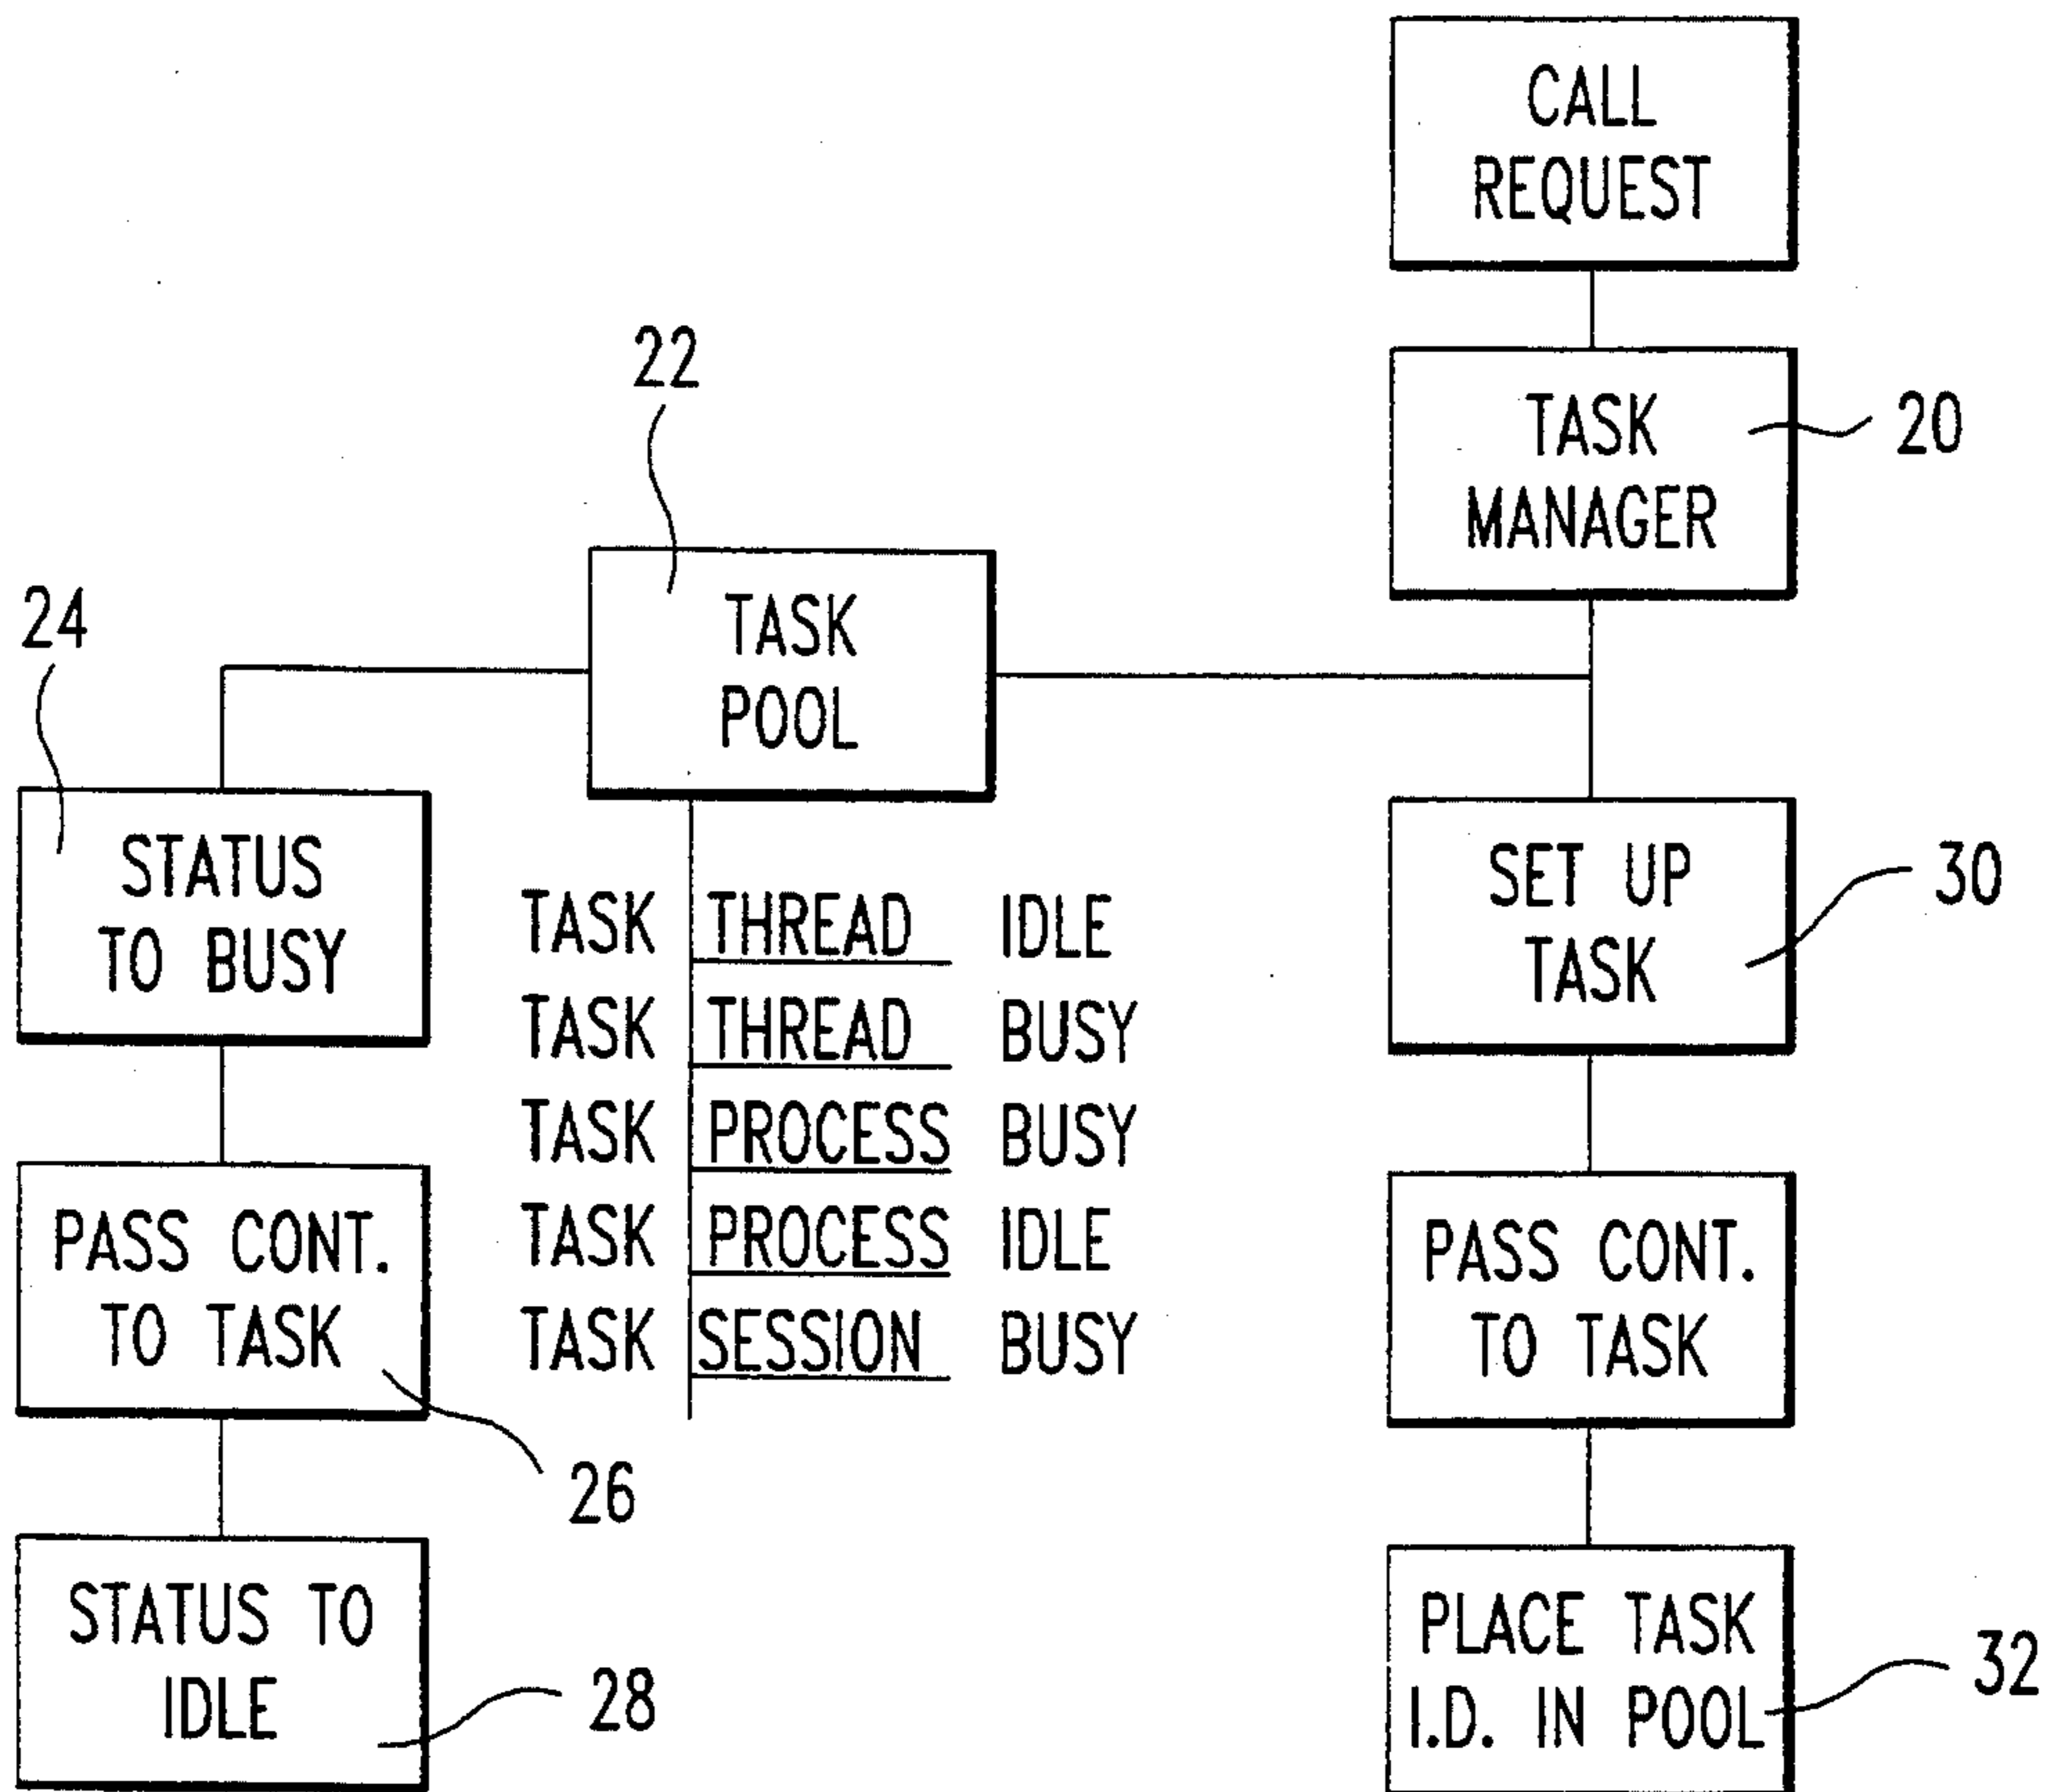 CALL
REQUEST
TASK
MANAGER
20
22
TASK
POOL
24
STATUS
TO BUSY
PASS CONT.
TO TASK
26
STATUS TO
IDLE
28
TASK THREAD IDLE
TASK THREAD BUSY
TASK PROCESS BUSY
TASK PROCESS IDLE
TASK SESSION BUSY
SET UP
TASK
30
PASS CONT.
TO TASK
PLACE TASK
I.D. IN POOL
32